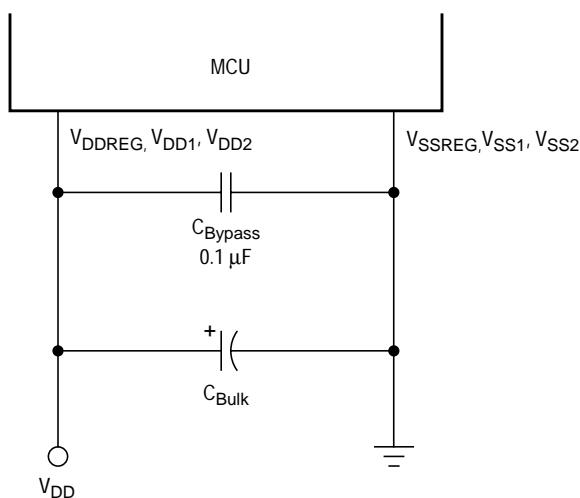 MCU
VDDREG, VDD1, VDD2
VSSREG,VSS1, VSS2
CBypass
0.1 µF
+
CBulk
VDD